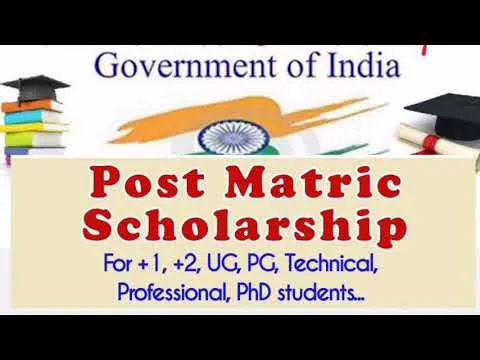 Government of India
Post Matric
Scholarship
For +1, +2, UG, PG, Technical,
Professional, PhD students...